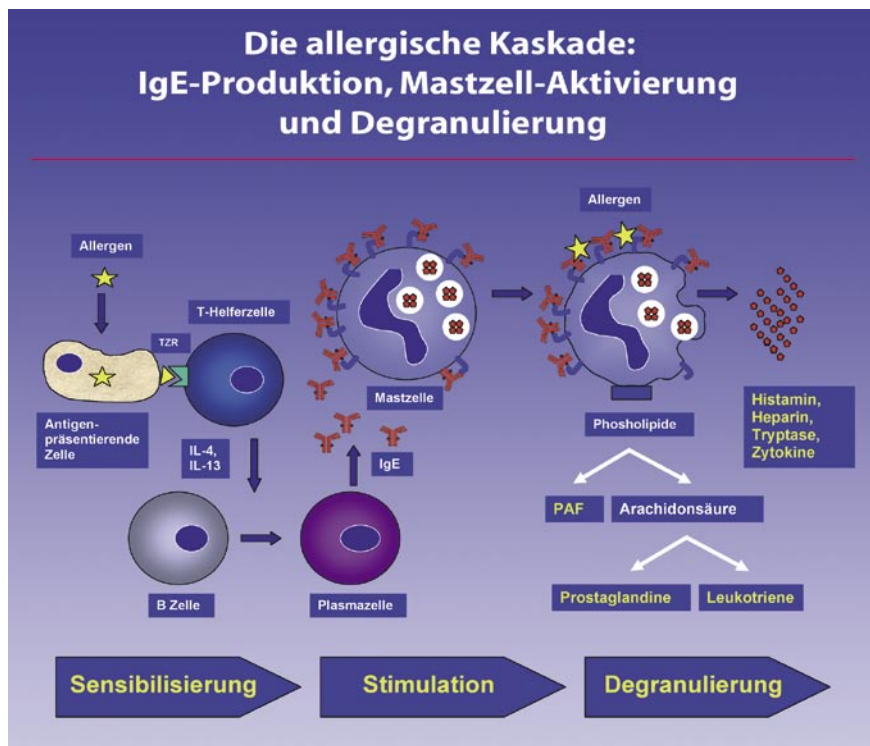 Die allergische Kaskade:
IgE-Produktion, Mastzell-Aktivierung
und Degranulierung
Allergen
T-Helferzelle
TZR
Antigen-
präsentierende
Zelle
IL-4,
IL-13
B Zelle
Plasmazelle
IgE
Mastzelle
Allergen
Phosholipide
Histamin,
Heparin,
Tryptase,
Zytokine
PAF
Arachidonsäure
Prostaglandine
Leukotriene
Sensibilisierung
Stimulation
Degranulierung